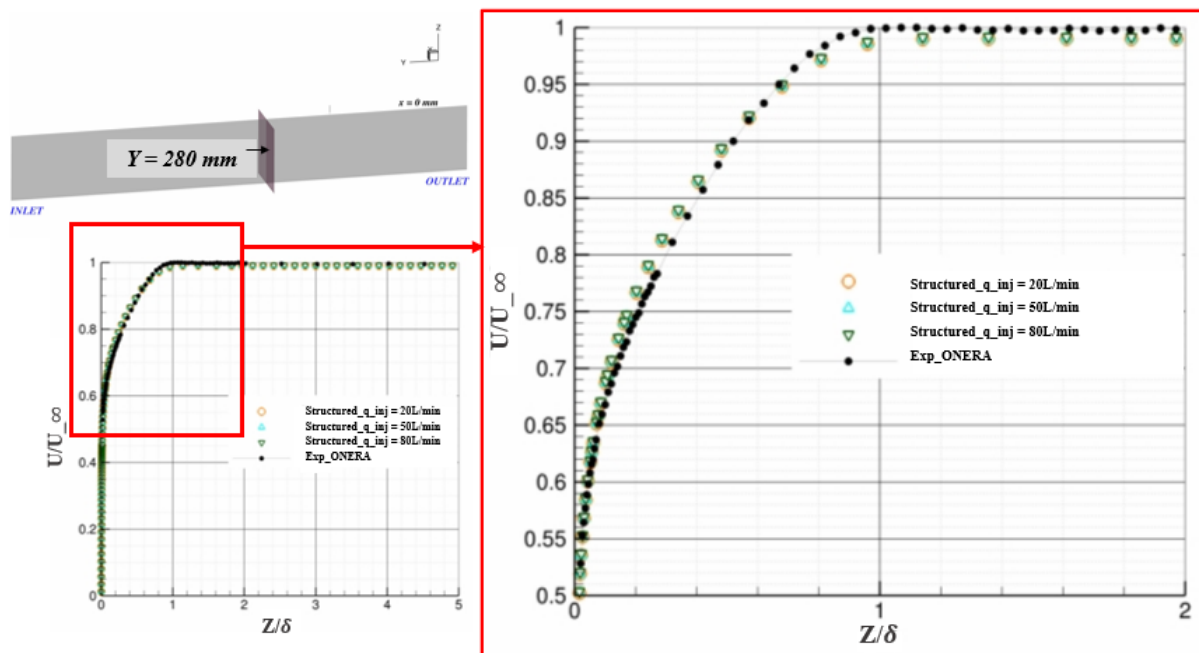 Z
Y
x = 0 mm
Y = 280 mm
OUTLET
INLET
U/U_∞
1
0.8
0.6
0.4
0.2
0
0 1 2 3 4 5
Z/δ
Structured_q_inj = 20L/min
Structured_q_inj = 50L/min
Structured_q_inj = 80L/min
Exp_ONERA
U/U_∞
1
0.95
0.9
0.85
0.8
0.75
0.7
0.65
0.6
0.55
0.5
0 1 2
Z/δ
Structured_q_inj = 20L/min
Structured_q_inj = 50L/min
Structured_q_inj = 80L/min
Exp_ONERA